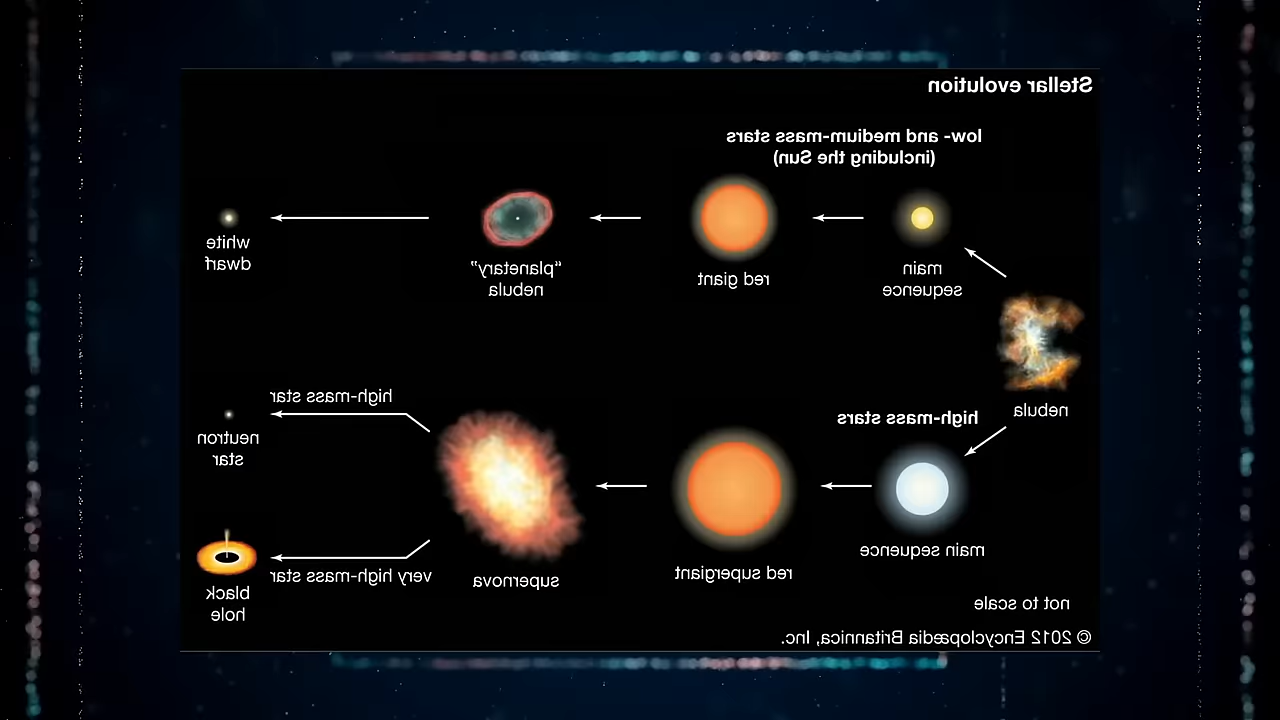 Stellar evolution
low- and medium-mass stars
(including the Sun)
main
sequence
red giant
"planetary"
nebula
white
dwarf
nebula
high-mass stars
main sequence
red supergiant
supernova
high-mass star
neutron
star
very high-mass star
black
hole
not to scale
© 2012 Encyclopædia Britannica, Inc.